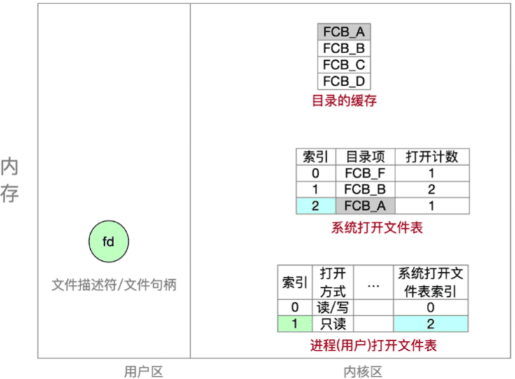 FCB_A
FCB_B
FCB_C
FCB_D
目录的缓存
索引 目录项 打开计数
0 FCB_F 1
1 FCB_B 2
2 FCB_A 1
系统打开文件表
内存
fd
文件描述符/文件句柄
索引 打开方式 … 系统打开文件表索引
0 读/写 0
1 只读 2
进程(用户)打开文件表
用户区 内核区